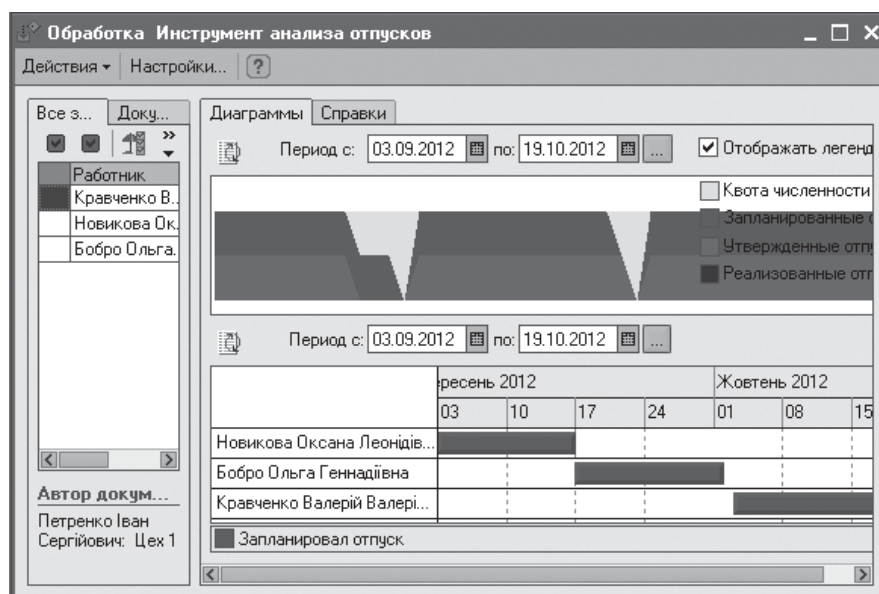 Обработка Инструмент анализа отпусков
Действия Настройки... ?
Все з... Доку...
Работник
Кравченко В..
Новикова Ок.
Бобро Ольга.
Автор докум...
Петренко Іван
Сергійович: Цех 1
Диаграммы Справки
Период с: 03.09.2012 по: 19.10.2012 ... Отображать легенд
Квота численности
Запланированные о
Утвержденные отпу
Реализованные отп
Период с: 03.09.2012 по: 19.10.2012 ...
ресень 2012 Жовтень 2012
03 10 17 24 01 08 15
Новикова Оксана Леонідів...
Бобро Ольга Геннадіївна
Кравченко Валерій Валері...
Запланировал отпуск